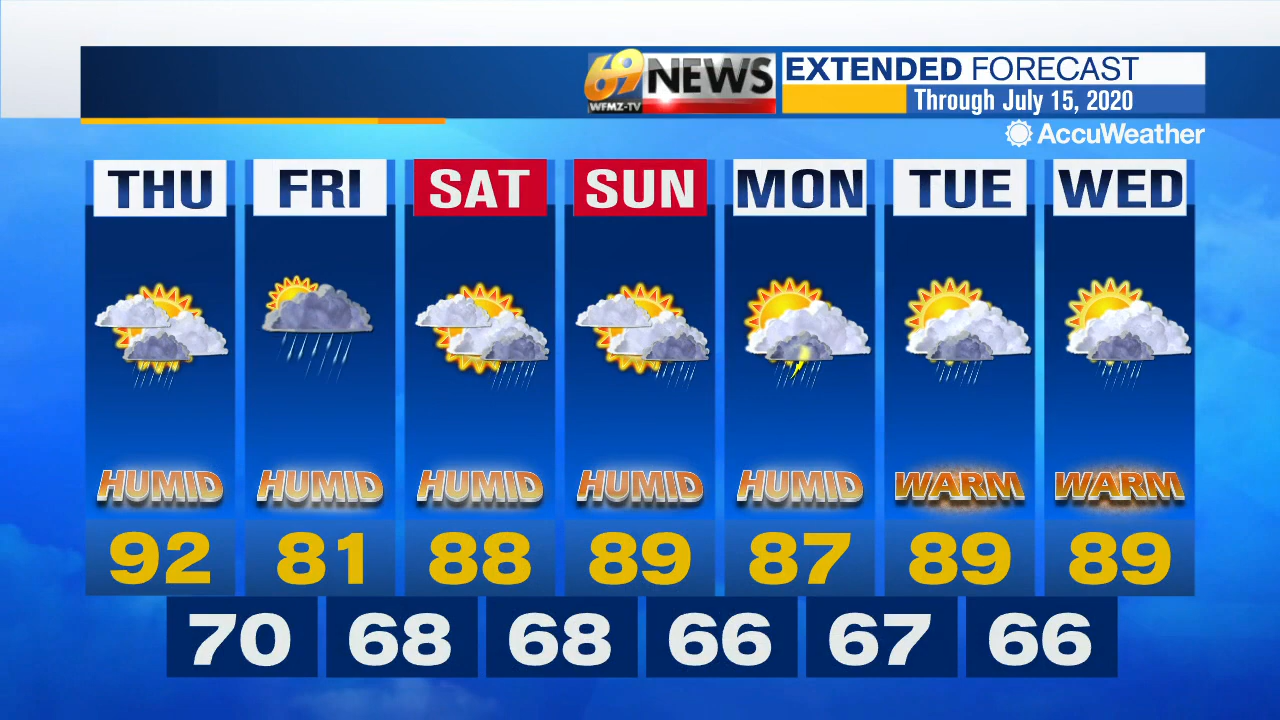 69 NEWS
WFMZ-TV
EXTENDED FORECAST
Through July 15, 2020
AccuWeather
THU FRI SAT SUN MON TUE WED
HUMID HUMID HUMID HUMID HUMID WARM WARM
92 81 88 89 87 89 89
70 68 68 66 67 66